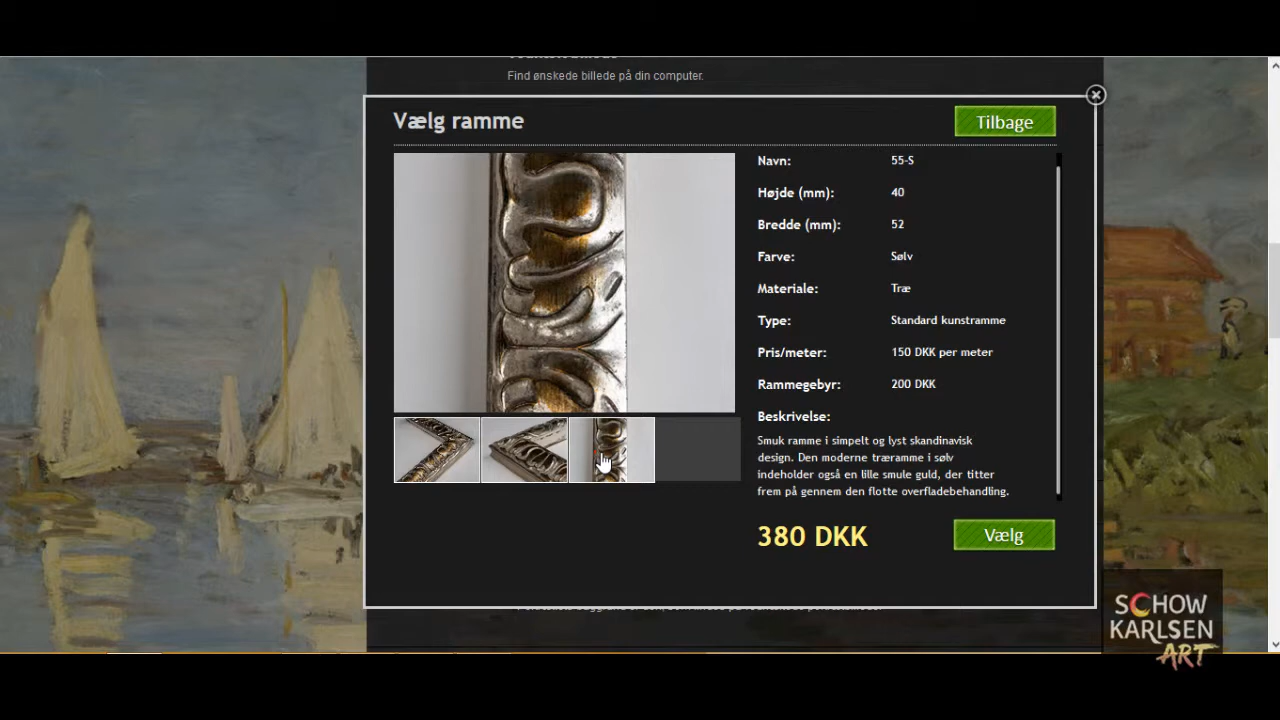 Find ønskede billede på din computer.
Vælg ramme
Tilbage
Navn: 55-S
Højde (mm): 40
Bredde (mm): 52
Farve: Sølv
Materiale: Træ
Type: Standard kunstramme
Pris/meter: 150 DKK per meter
Rammegebyr: 200 DKK
Beskrivelse:
Smuk ramme i simpelt og lyst skandinavisk
design. Den moderne træramme i sølv
indeholder også en lille smule guld, der titter
frem på gennem den flotte overfladebehandling.
380 DKK
Vælg
SCHOW
KARLSEN
ART